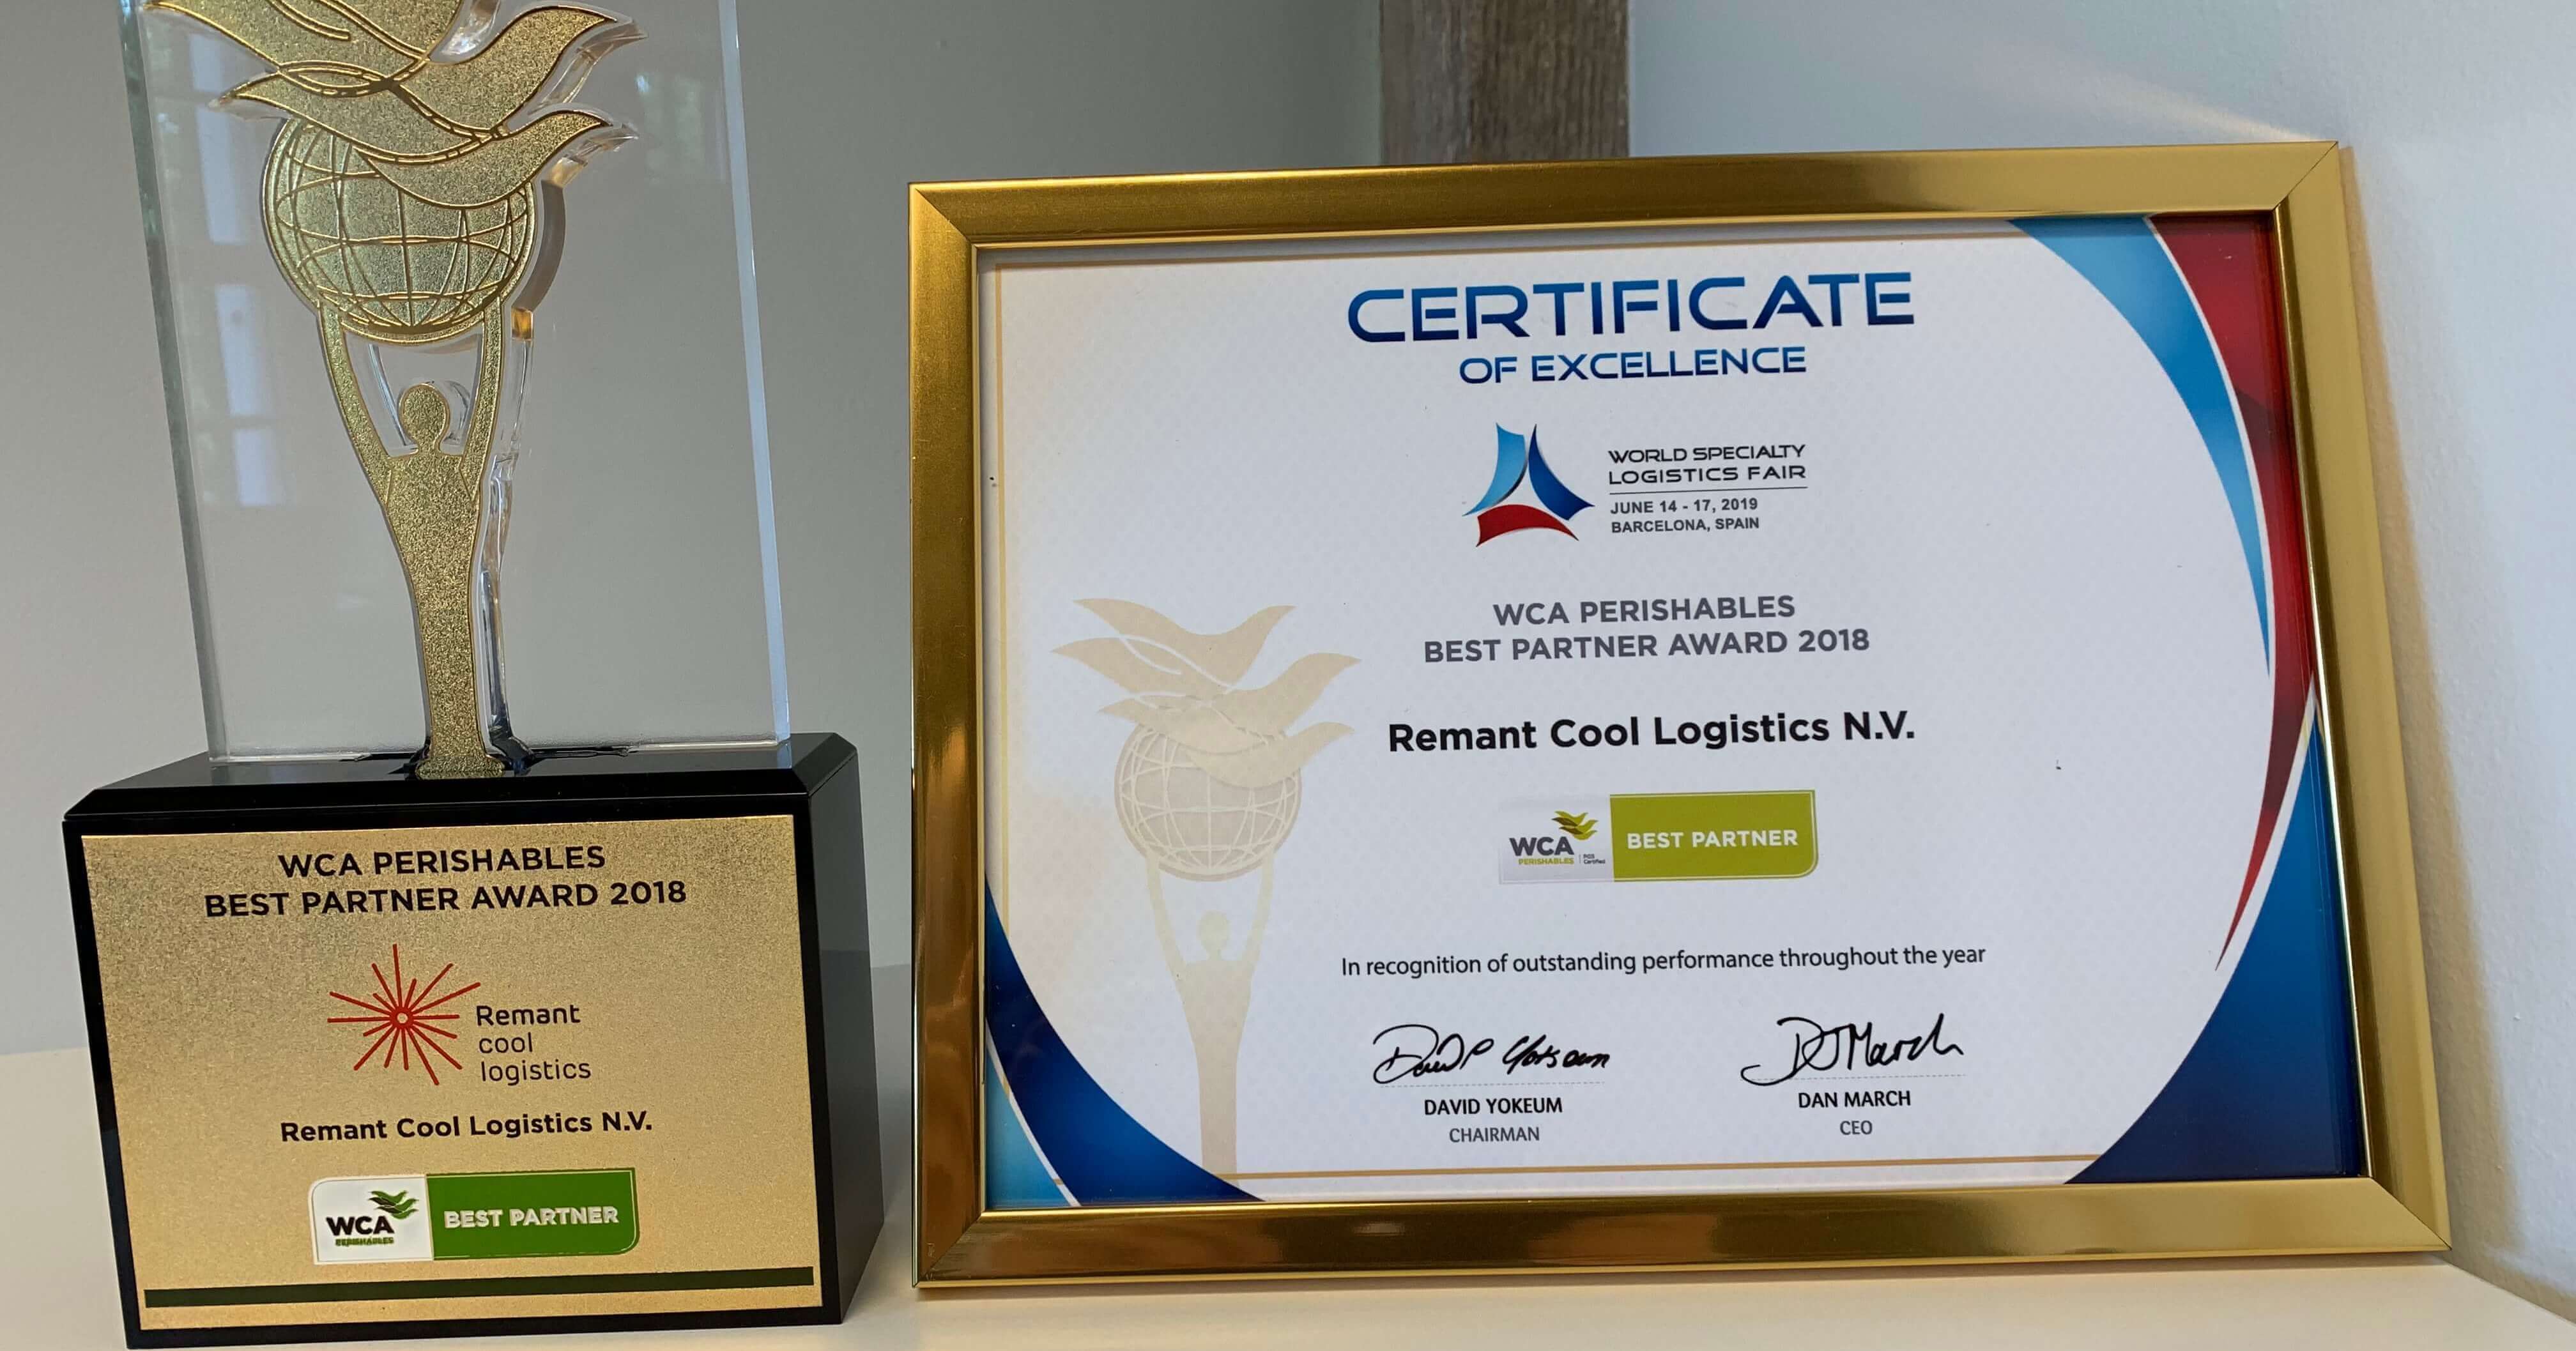 WCA PERISHABLES
BEST PARTNER AWARD 2018
Remant
cool
logistics
Remant Cool Logistics N.V.
WCA
PERISHABLES
BEST PARTNER
CERTIFICATE
OF EXCELLENCE
WORLD SPECIALTY
LOGISTICS FAIR
JUNE 14 - 17, 2019
BARCELONA, SPAIN
WCA PERISHABLES
BEST PARTNER AWARD 2018
Remant Cool Logistics N.V.
WCA
PERISHABLES
Certified
BEST PARTNER
In recognition of outstanding performance throughout the year
DAVID YOKEUM
CHAIRMAN
DAN MARCH
CEO